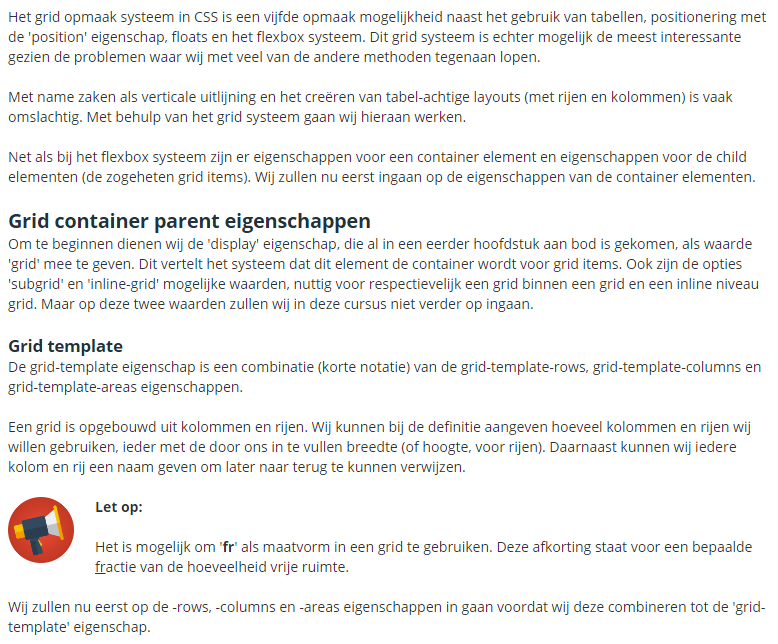 Het grid opmaak systeem in CSS is een vijfde opmaak mogelijkheid naast het gebruik van tabellen, positionering met
de 'position' eigenschap, floats en het flexbox systeem. Dit grid systeem is echter mogelijk de meest interessante
gezien de problemen waar wij met veel van de andere methoden tegenaan lopen.
Met name zaken als verticale uitlijning en het creëren van tabel-achtige layouts (met rijen en kolommen) is vaak
omslachtig. Met behulp van het grid systeem gaan wij hieraan werken.
Net als bij het flexbox systeem zijn er eigenschappen voor een container element en eigenschappen voor de child
elementen (de zogeheten grid items). Wij zullen nu eerst ingaan op de eigenschappen van de container elementen.
Grid container parent eigenschappen
Om te beginnen dienen wij de 'display' eigenschap, die al in een eerder hoofdstuk aan bod is gekomen, als waarde
'grid' mee te geven. Dit vertelt het systeem dat dit element de container wordt voor grid items. Ook zijn de opties
'subgrid' en 'inline-grid' mogelijke waarden, nuttig voor respectievelijk een grid binnen een grid en een inline niveau
grid. Maar op deze twee waarden zullen wij in deze cursus niet verder op ingaan.
Grid template
De grid-template eigenschap is een combinatie (korte notatie) van de grid-template-rows, grid-template-columns en
grid-template-areas eigenschappen.
Een grid is opgebouwd uit kolommen en rijen. Wij kunnen bij de definitie aangeven hoeveel kolommen en rijen wij
willen gebruiken, ieder met de door ons in te vullen breedte (of hoogte, voor rijen). Daarnaast kunnen wij iedere
kolom en rij een naam geven om later naar terug te kunnen verwijzen.
Let op:
Het is mogelijk om 'fr' als maatvorm in een grid te gebruiken. Deze afkorting staat voor een bepaalde
fractie van de hoeveelheid vrije ruimte.
Wij zullen nu eerst op de -rows, -columns en -areas eigenschappen in gaan voordat wij deze combineren tot de 'grid-
template' eigenschap.